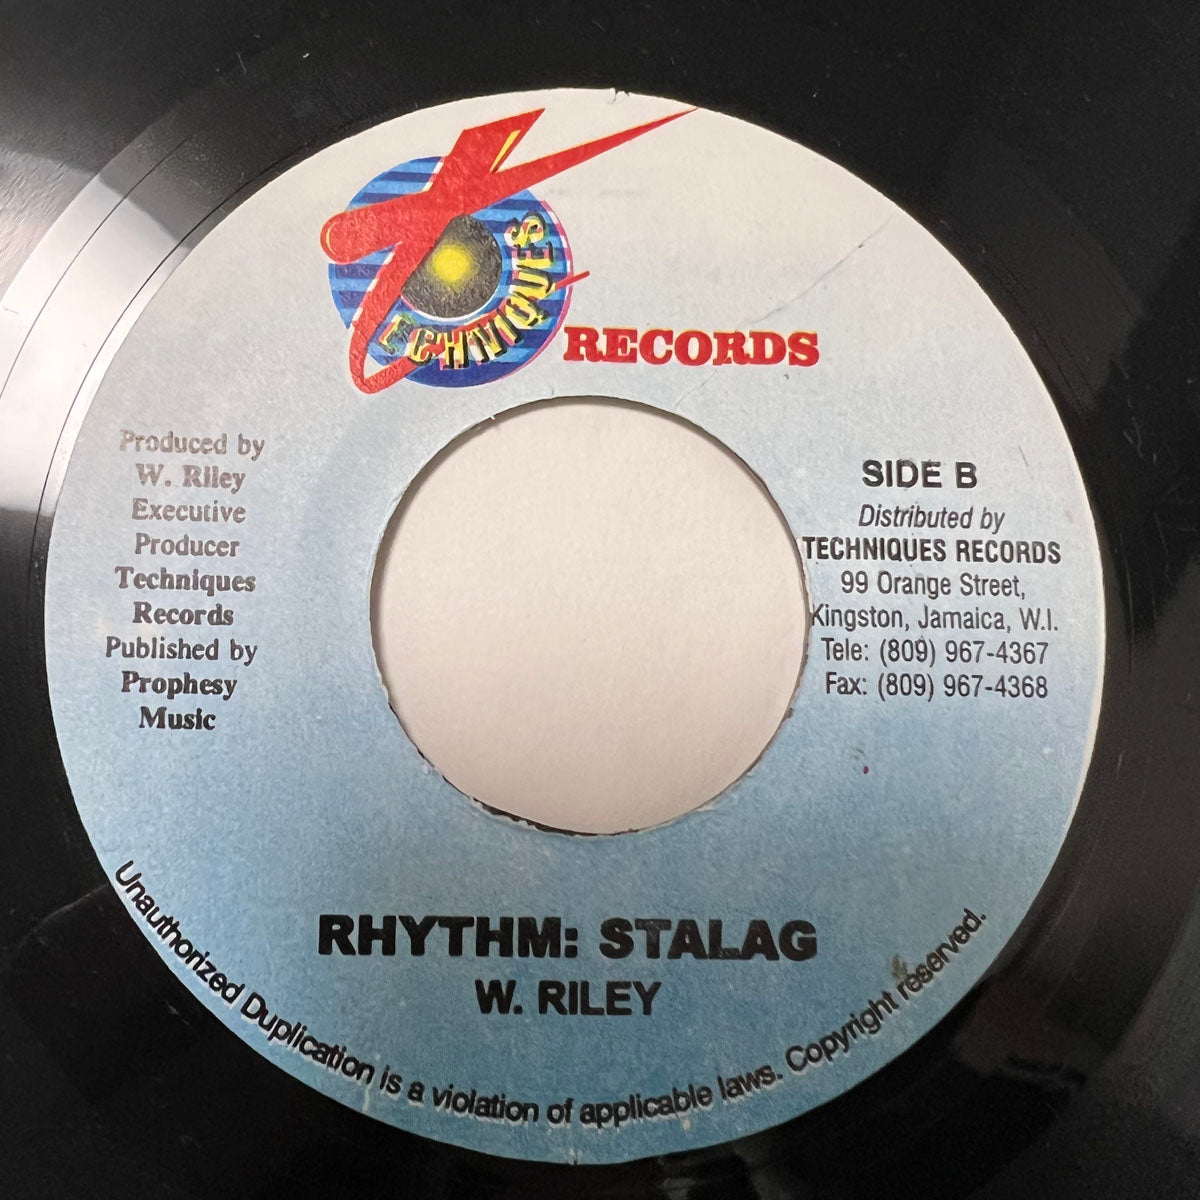 TECHNIQUES
RECORDS
Produced by
W. Riley
Executive
Producer
Techniques
Records
Published by
Prophesy
Music
SIDE B
Distributed by
TECHNIQUES RECORDS
99 Orange Street,
Kingston, Jamaica, W.I.
Tele: (809) 967-4367
Fax: (809) 967-4368
RHYTHM: STALAG
W. RILEY
Unauthorized Duplication is a violation of applicable laws. Copyright reserved.